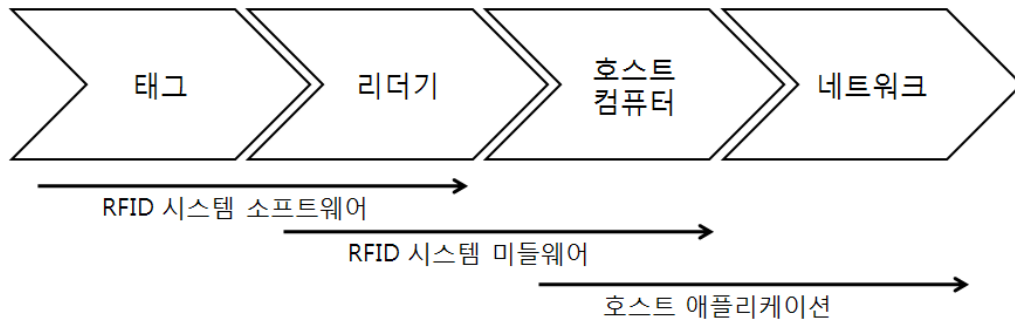 태그
리더기
호스트
컴퓨터
네트워크
RFID 시스템 소프트웨어
RFID 시스템 미들웨어
호스트 애플리케이션